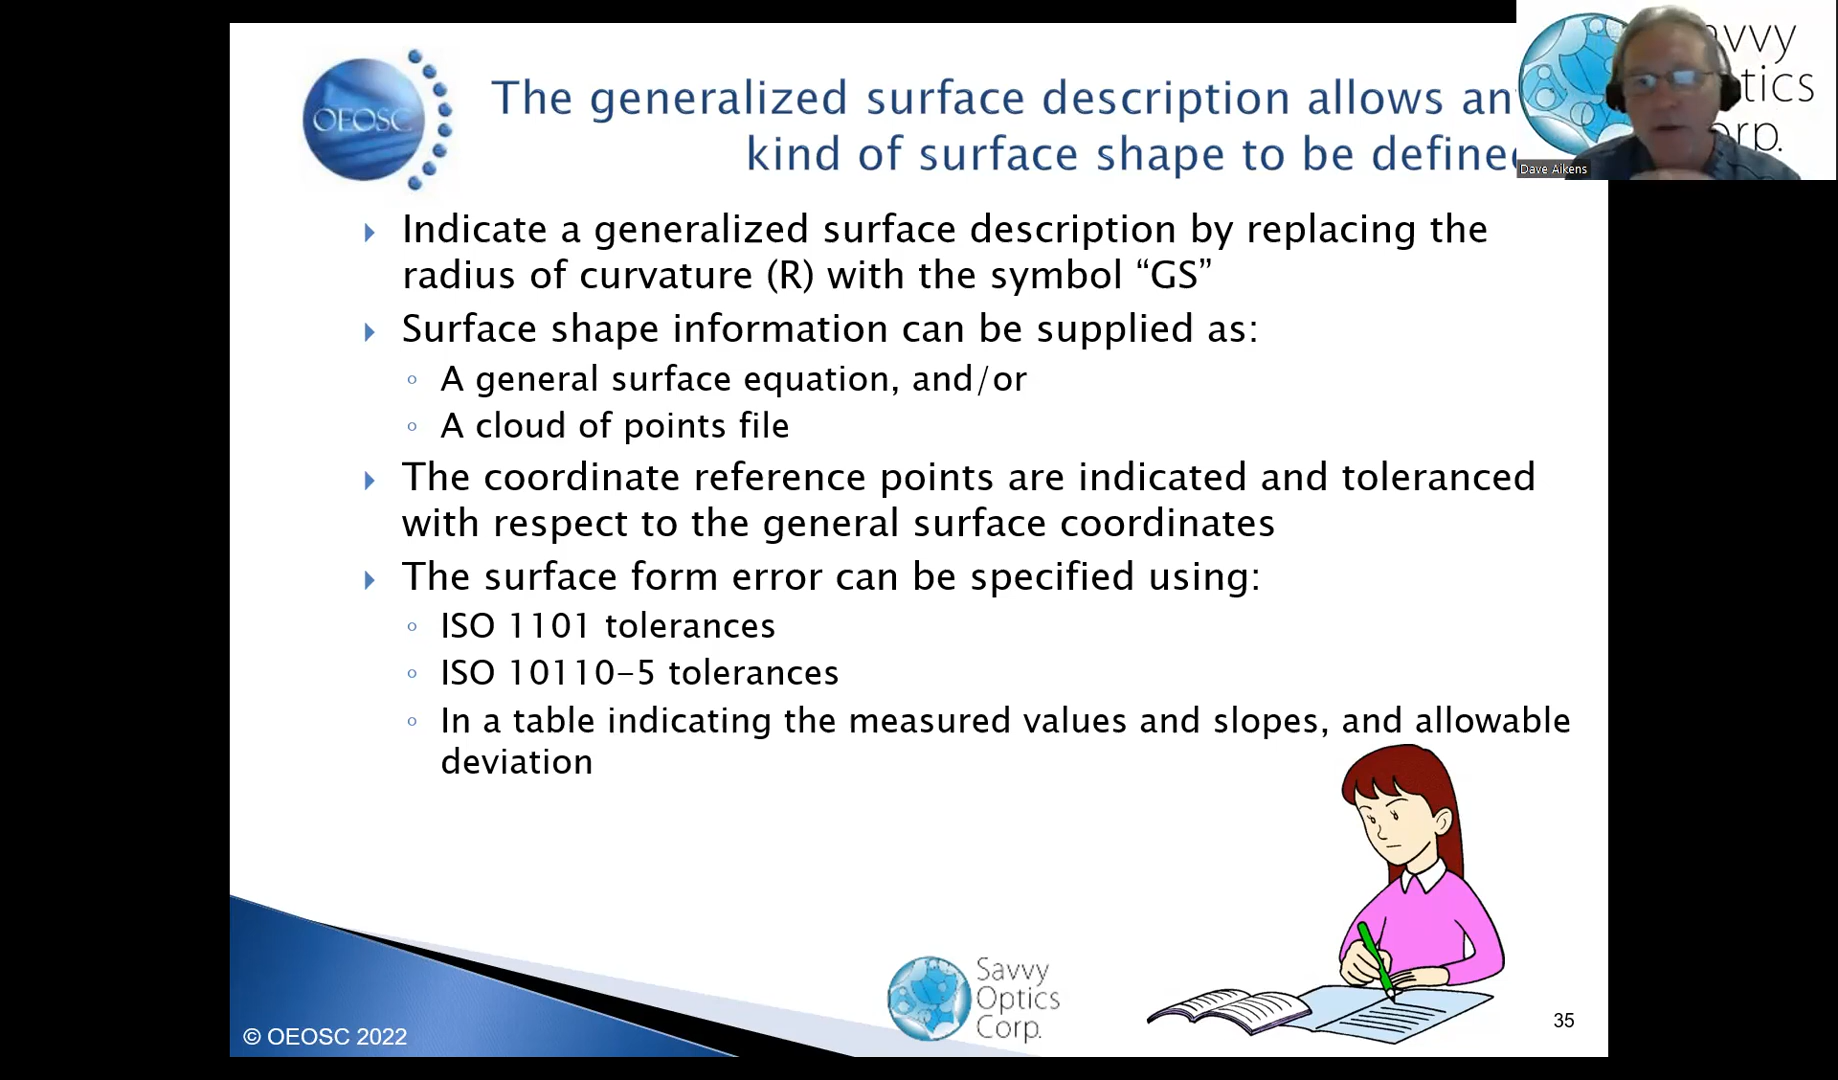 OEOSC
The generalized surface description allows an
kind of surface shape to be define
avvy
tics
orp.
Dave Aikens
Indicate a generalized surface description by replacing the
radius of curvature (R) with the symbol “GS”
Surface shape information can be supplied as:
A general surface equation, and/or
A cloud of points file
The coordinate reference points are indicated and toleranced
with respect to the general surface coordinates
The surface form error can be specified using:
ISO 1101 tolerances
ISO 10110-5 tolerances
In a table indicating the measured values and slopes, and allowable
deviation
Savvy
Optics
Corp.
© OEOSC 2022
35